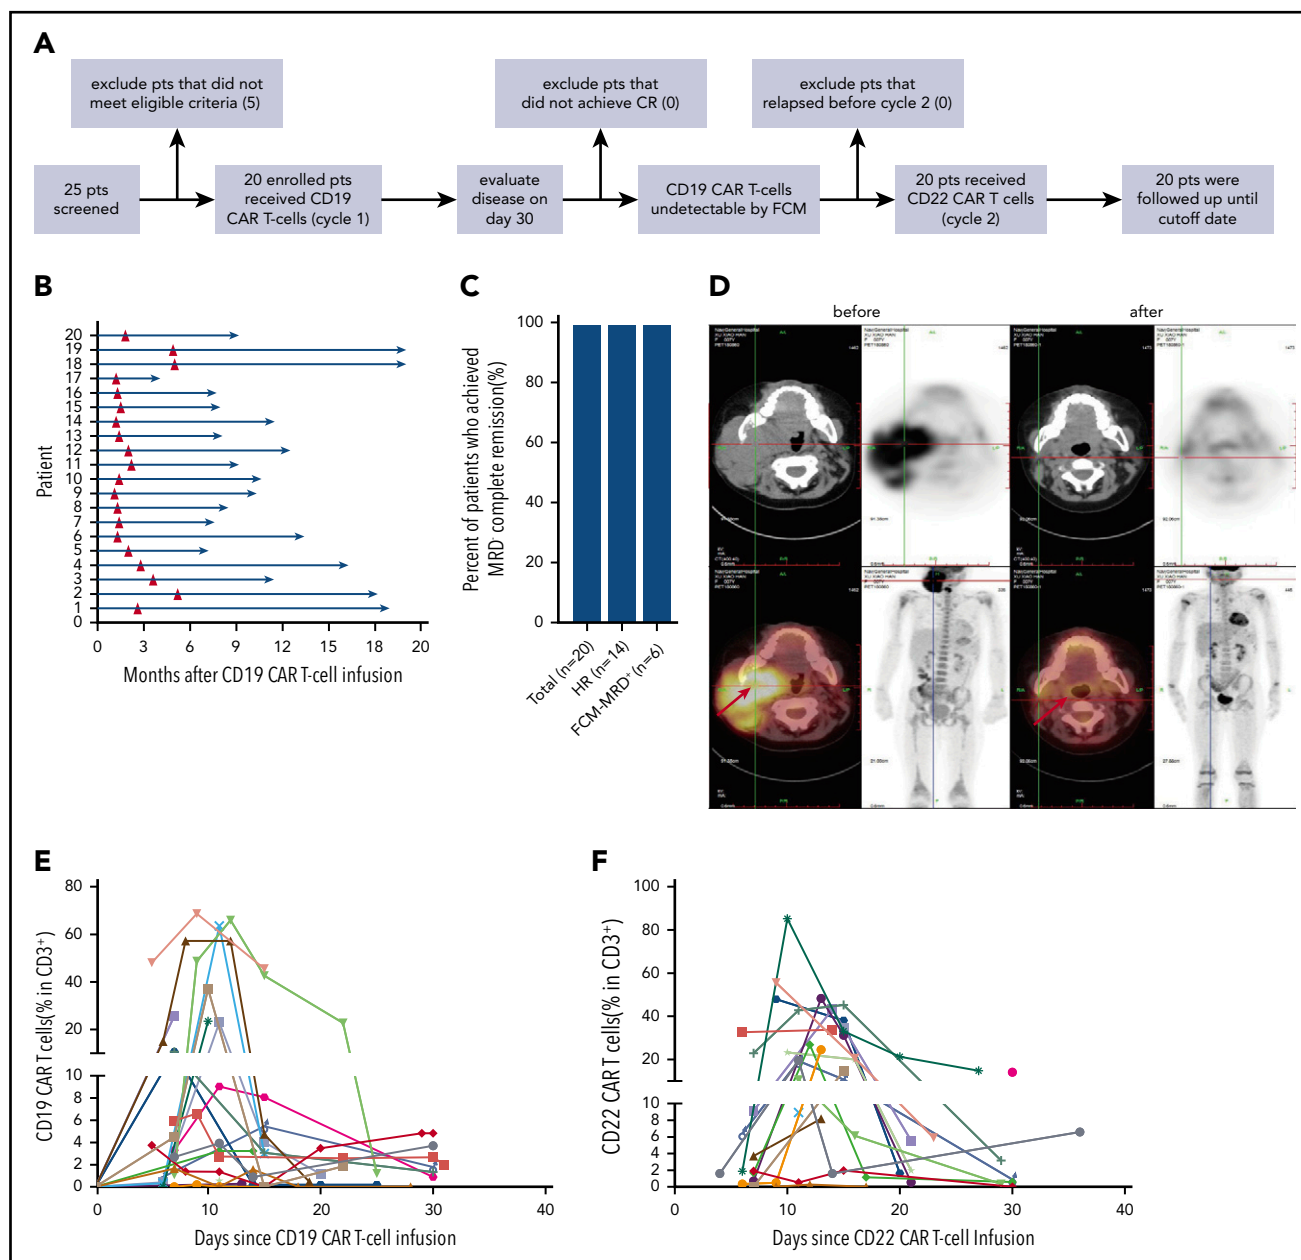 A
exclude pts that did not
meet eligible criteria (5)
exclude pts that
did not achieve CR (0)
exclude pts that
relapsed before cycle 2 (0)
25 pts
screened
20 enrolled pts
received CD19
CAR T-cells (cycle 1)
evaluate
disease on
day 30
CD19 CAR T-cells
undetectable by FCM
20 pts received
CD22 CAR T cells
(cycle 2)
20 pts were
followed up until
cutoff date
B
Patient
20
19
18
17
16
15
14
13
12
11
10
9
8
7
6
5
4
3
2
1
0
0 3 6 9 12 15 18 20
Months after CD19 CAR T-cell infusion
C
Percent of patients who achieved
MRD- complete remission(%)
100
80
60
40
20
0
Total (n=20)
HR (n=14)
FCM-MRD+ (n=6)
D
before
after
E
CD19 CAR T cells(% in CD3+)
80
60
40
20
10
8
6
4
2
0
0 10 20 30 40
Days since CD19 CAR T-cell infusion
F
CD22 CAR T cells(% in CD3+)
100
80
60
40
20
10
8
6
4
2
0
0 10 20 30 40
Days since CD22 CAR T-cell Infusion